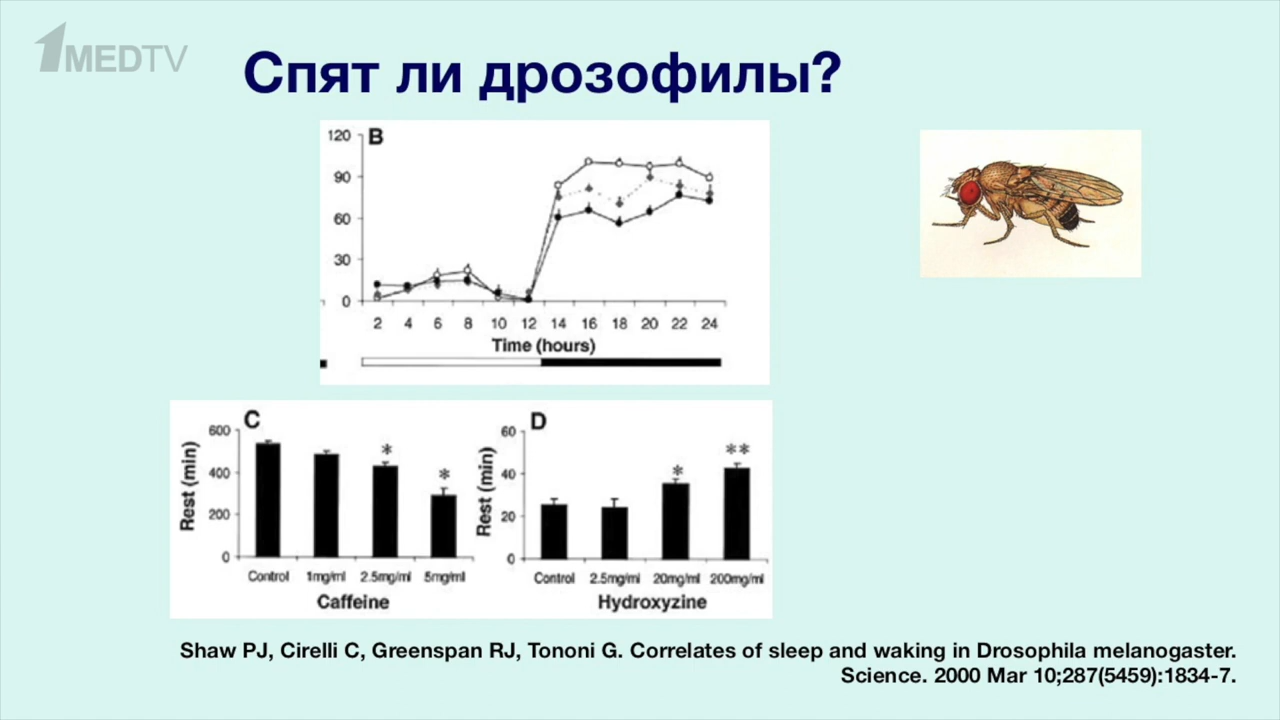 1MEDTV
Спят ли дрозофилы?
B
120
90
60
30
0
2 4 6 8 10 12 14 16 18 20 22 24
Time (hours)
C
600
400
200
0
Rest (min)
* *
Control 1mg/ml 2.5mg/ml 5mg/ml
Caffeine
D
60
40
20
0
Rest (min)
* **
Control 2.5mg/ml 20mg/ml 200mg/ml
Hydroxyzine
Shaw PJ, Cirelli C, Greenspan RJ, Tononi G. Correlates of sleep and waking in Drosophila melanogaster.
Science. 2000 Mar 10;287(5459):1834-7.